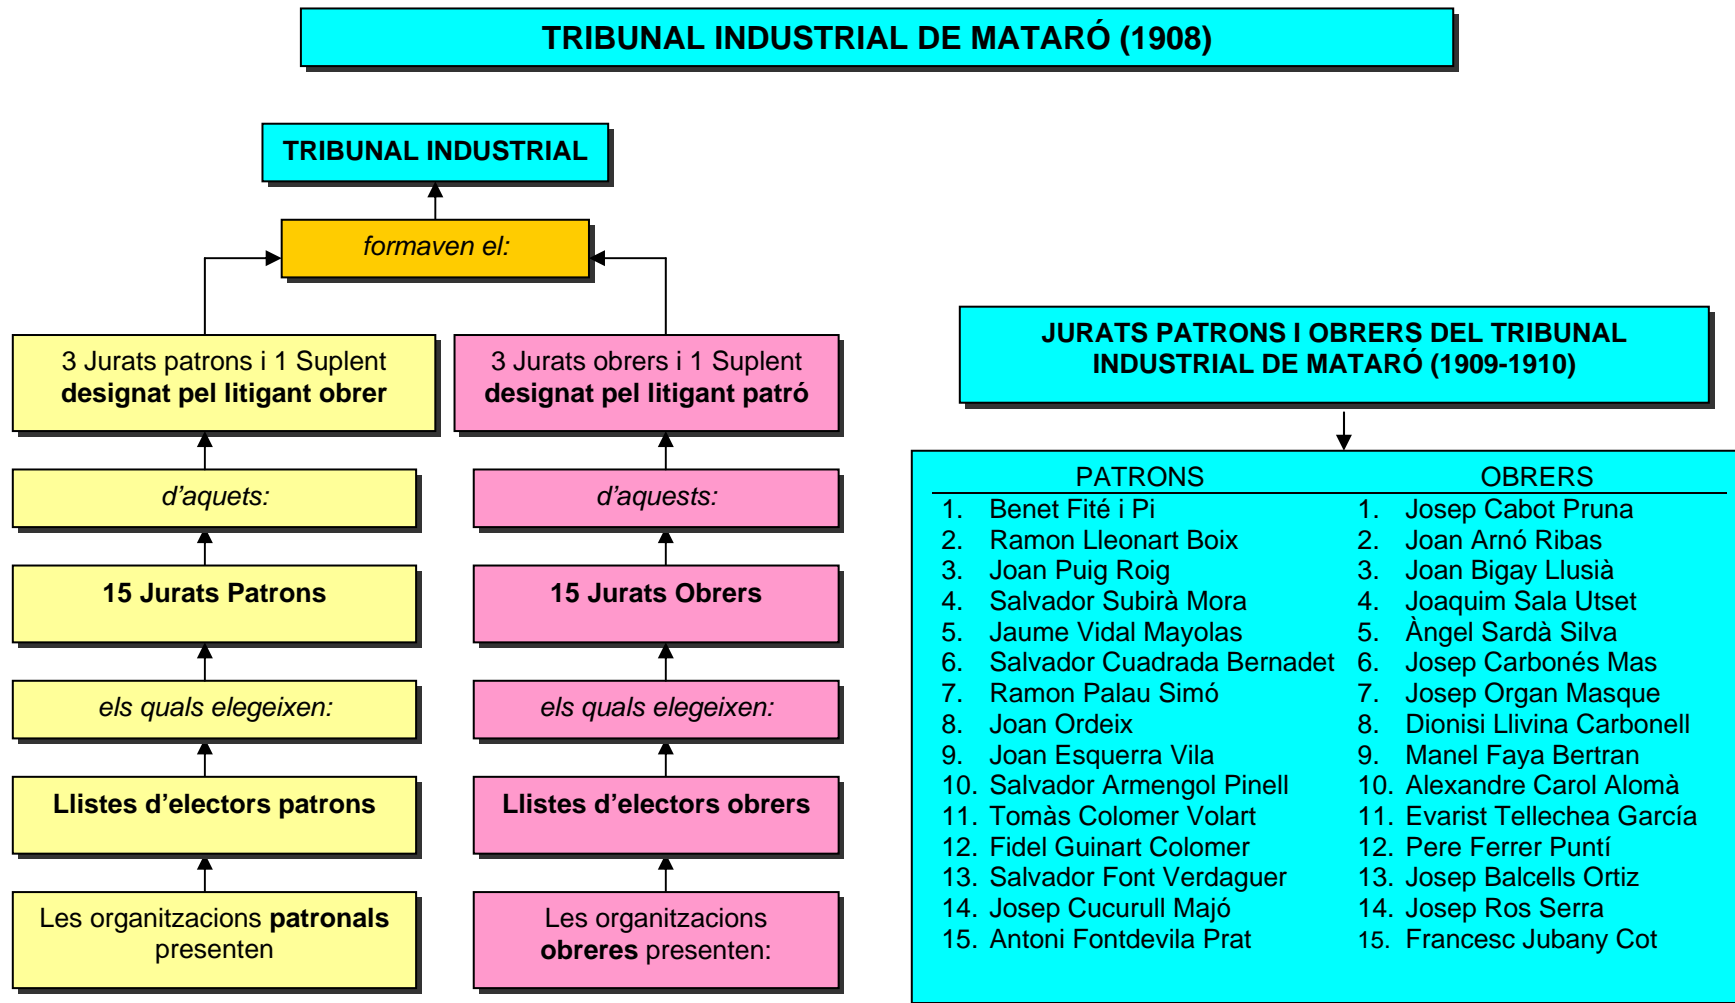 TRIBUNAL INDUSTRIAL DE MATARÓ (1908)
TRIBUNAL INDUSTRIAL
formaven el:
3 Jurats patrons i 1 Suplent
designat pel litigant obrer
3 Jurats obrers i 1 Suplent
designat pel litigant patró
d'aquets:
d'aquests:
15 Jurats Patrons
15 Jurats Obrers
els quals elegeixen:
els quals elegeixen:
Llistes d'electors patrons
Llistes d'electors obrers
Les organitzacions patronals
presenten
Les organitzacions
obreres presenten:
JURATS PATRONS I OBRERS DEL TRIBUNAL
INDUSTRIAL DE MATARÓ (1909-1910)
PATRONS
1. Benet Fité i Pi
2. Ramon Lleonart Boix
3. Joan Puig Roig
4. Salvador Subirà Mora
5. Jaume Vidal Mayolas
6. Salvador Cuadrada Bernadet
7. Ramon Palau Simó
8. Joan Ordeix
9. Joan Esquerra Vila
10. Salvador Armengol Pinell
11. Tomàs Colomer Volart
12. Fidel Guinart Colomer
13. Salvador Font Verdaguer
14. Josep Cucurull Majó
15. Antoni Fontdevila Prat
OBRERS
1. Josep Cabot Pruna
2. Joan Arnó Ribas
3. Joan Bigay Llusià
4. Joaquim Sala Utset
5. Àngel Sardà Silva
6. Josep Carbonés Mas
7. Josep Organ Masque
8. Dionisi Llivina Carbonell
9. Manel Faya Bertran
10. Alexandre Carol Alomà
11. Evarist Tellechea García
12. Pere Ferrer Puntí
13. Josep Balcells Ortiz
14. Josep Ros Serra
15. Francesc Jubany Cot